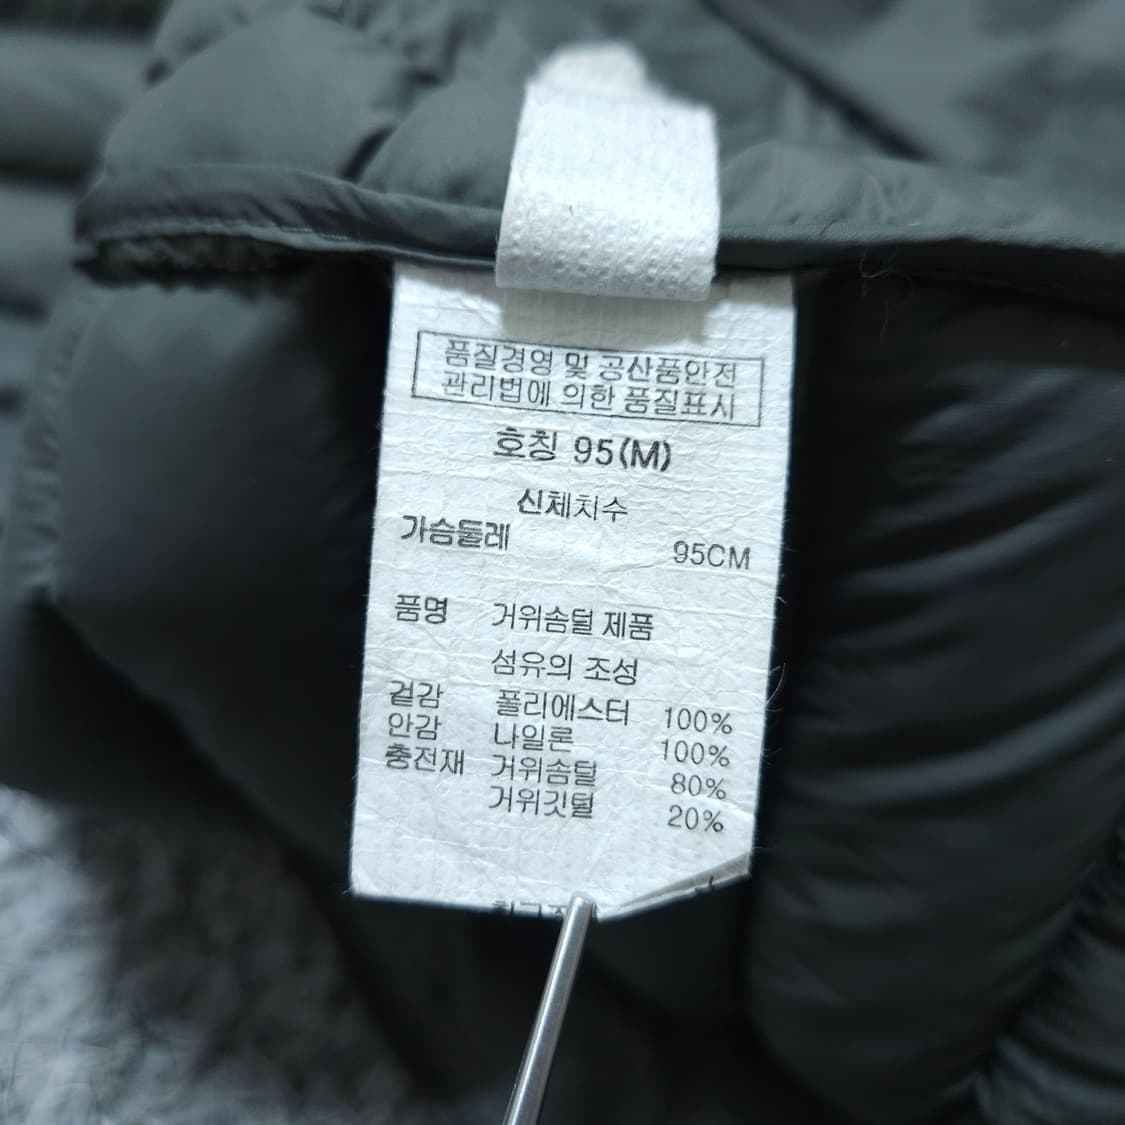 품질경영 및 공산품안전
관리법에 의한 품질표시
호칭 95(M)
신체치수
가슴둘레 95CM
품명 거위솜털 제품
섬유의 조성
겉감 폴리에스터 100%
안감 나일론 100%
충전재 거위솜털 80%
거위깃털 20%